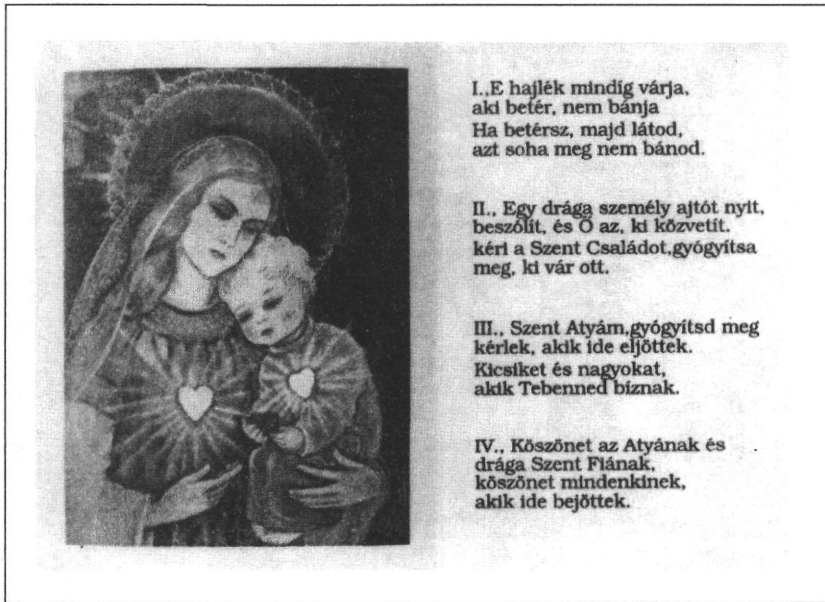 I.,E hajlék mindíg várja,
aki betér, nem bánja
Ha betérsz, majd látod,
azt soha meg nem bánod.
II., Egy drága személy ajtót nyit,
beszólít, és Ő az, ki közvetít.
kéri a Szent Családot,gyógyítsa
meg, ki vár ott.
III., Szent Atyám,gyógyítsd meg
kérlek, akik ide eljöttek.
Kicsiket és nagyokat,
akik Tebenned bíznak.
IV., Köszönet az Atyának és
drága Szent Fiának,
köszönet mindenkinek,
akik ide bejöttek.